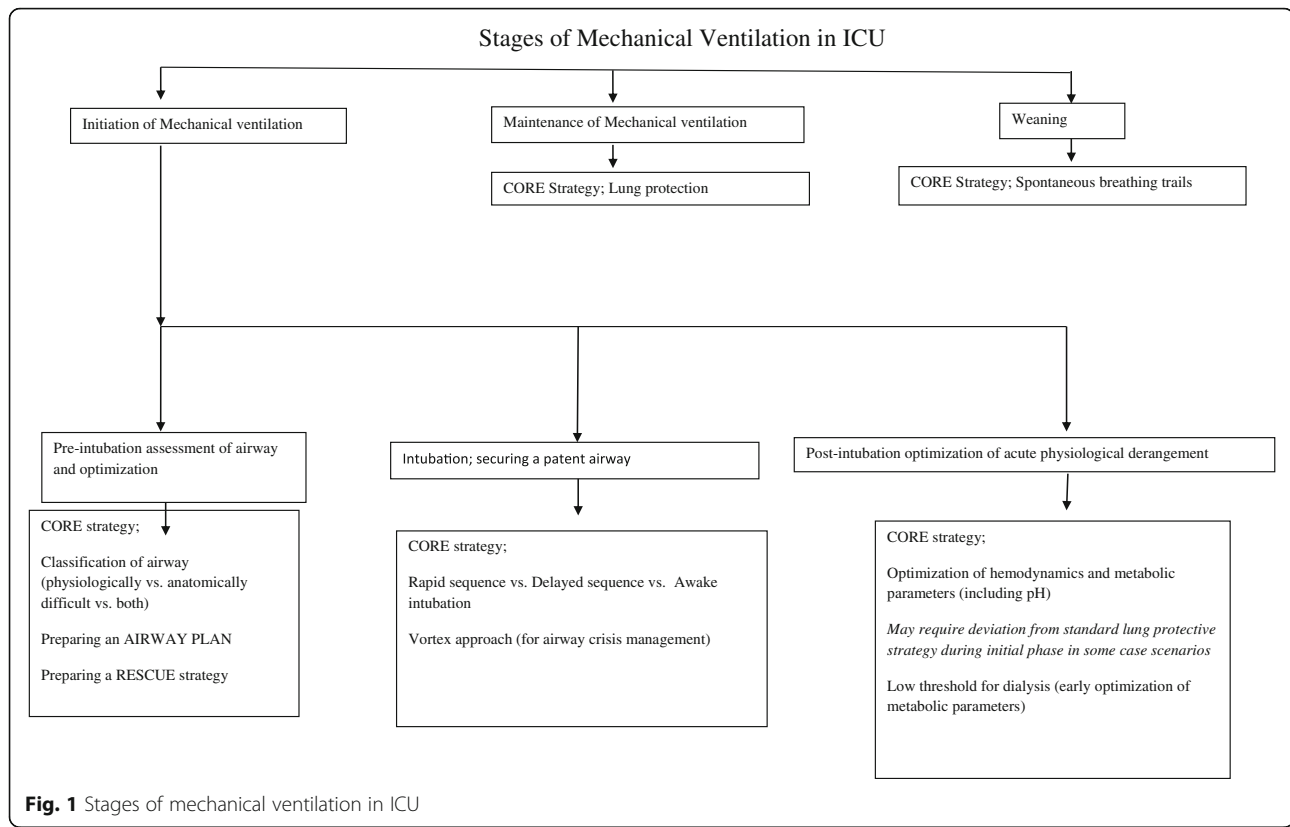 Stages of Mechanical Ventilation in ICU
Initiation of Mechanical ventilation
Maintenance of Mechanical ventilation
Weaning
CORE Strategy; Lung protection
CORE Strategy; Spontaneous breathing trails
Pre-intubation assessment of airway
and optimization
Intubation; securing a patent airway
Post-intubation optimization of acute physiological derangement
CORE strategy;
Classification of airway
(physiologically vs. anatomically
difficult vs. both)
Preparing an AIRWAY PLAN
Preparing a RESCUE strategy
CORE strategy;
Rapid sequence vs. Delayed sequence vs. Awake
intubation
Vortex approach (for airway crisis management)
CORE strategy;
Optimization of hemodynamics and metabolic
parameters (including pH)
May require deviation from standard lung protective
strategy during initial phase in some case scenarios
Low threshold for dialysis (early optimization of
metabolic parameters)
Fig. 1 Stages of mechanical ventilation in ICU